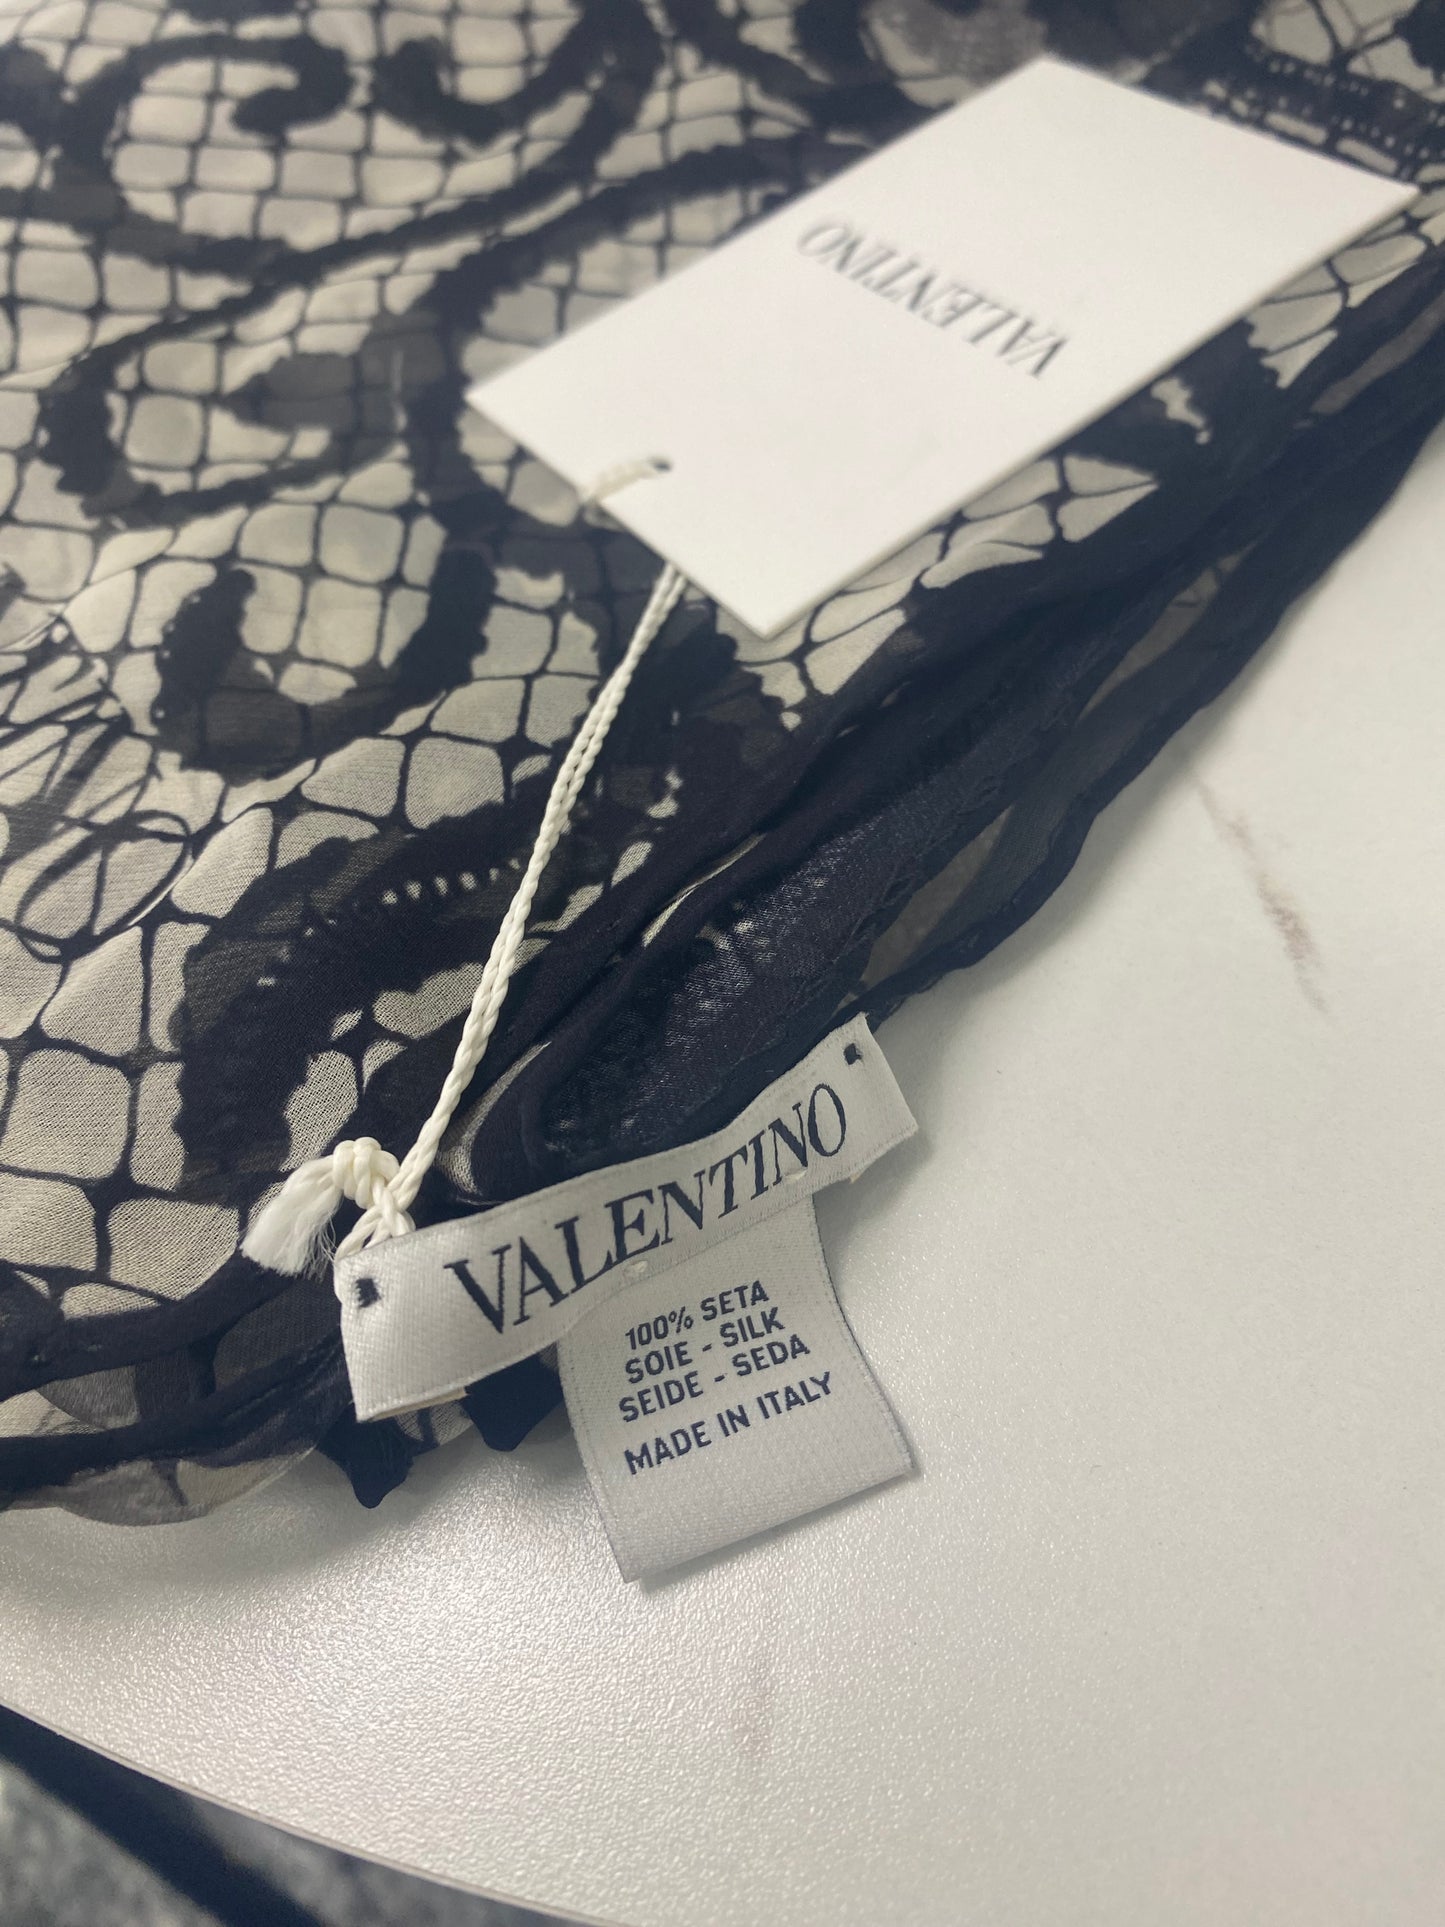 VALENTINO
VALENTINO
100% SETA
SOIE - SILK
SEIDE - SEDA
MADE IN ITALY